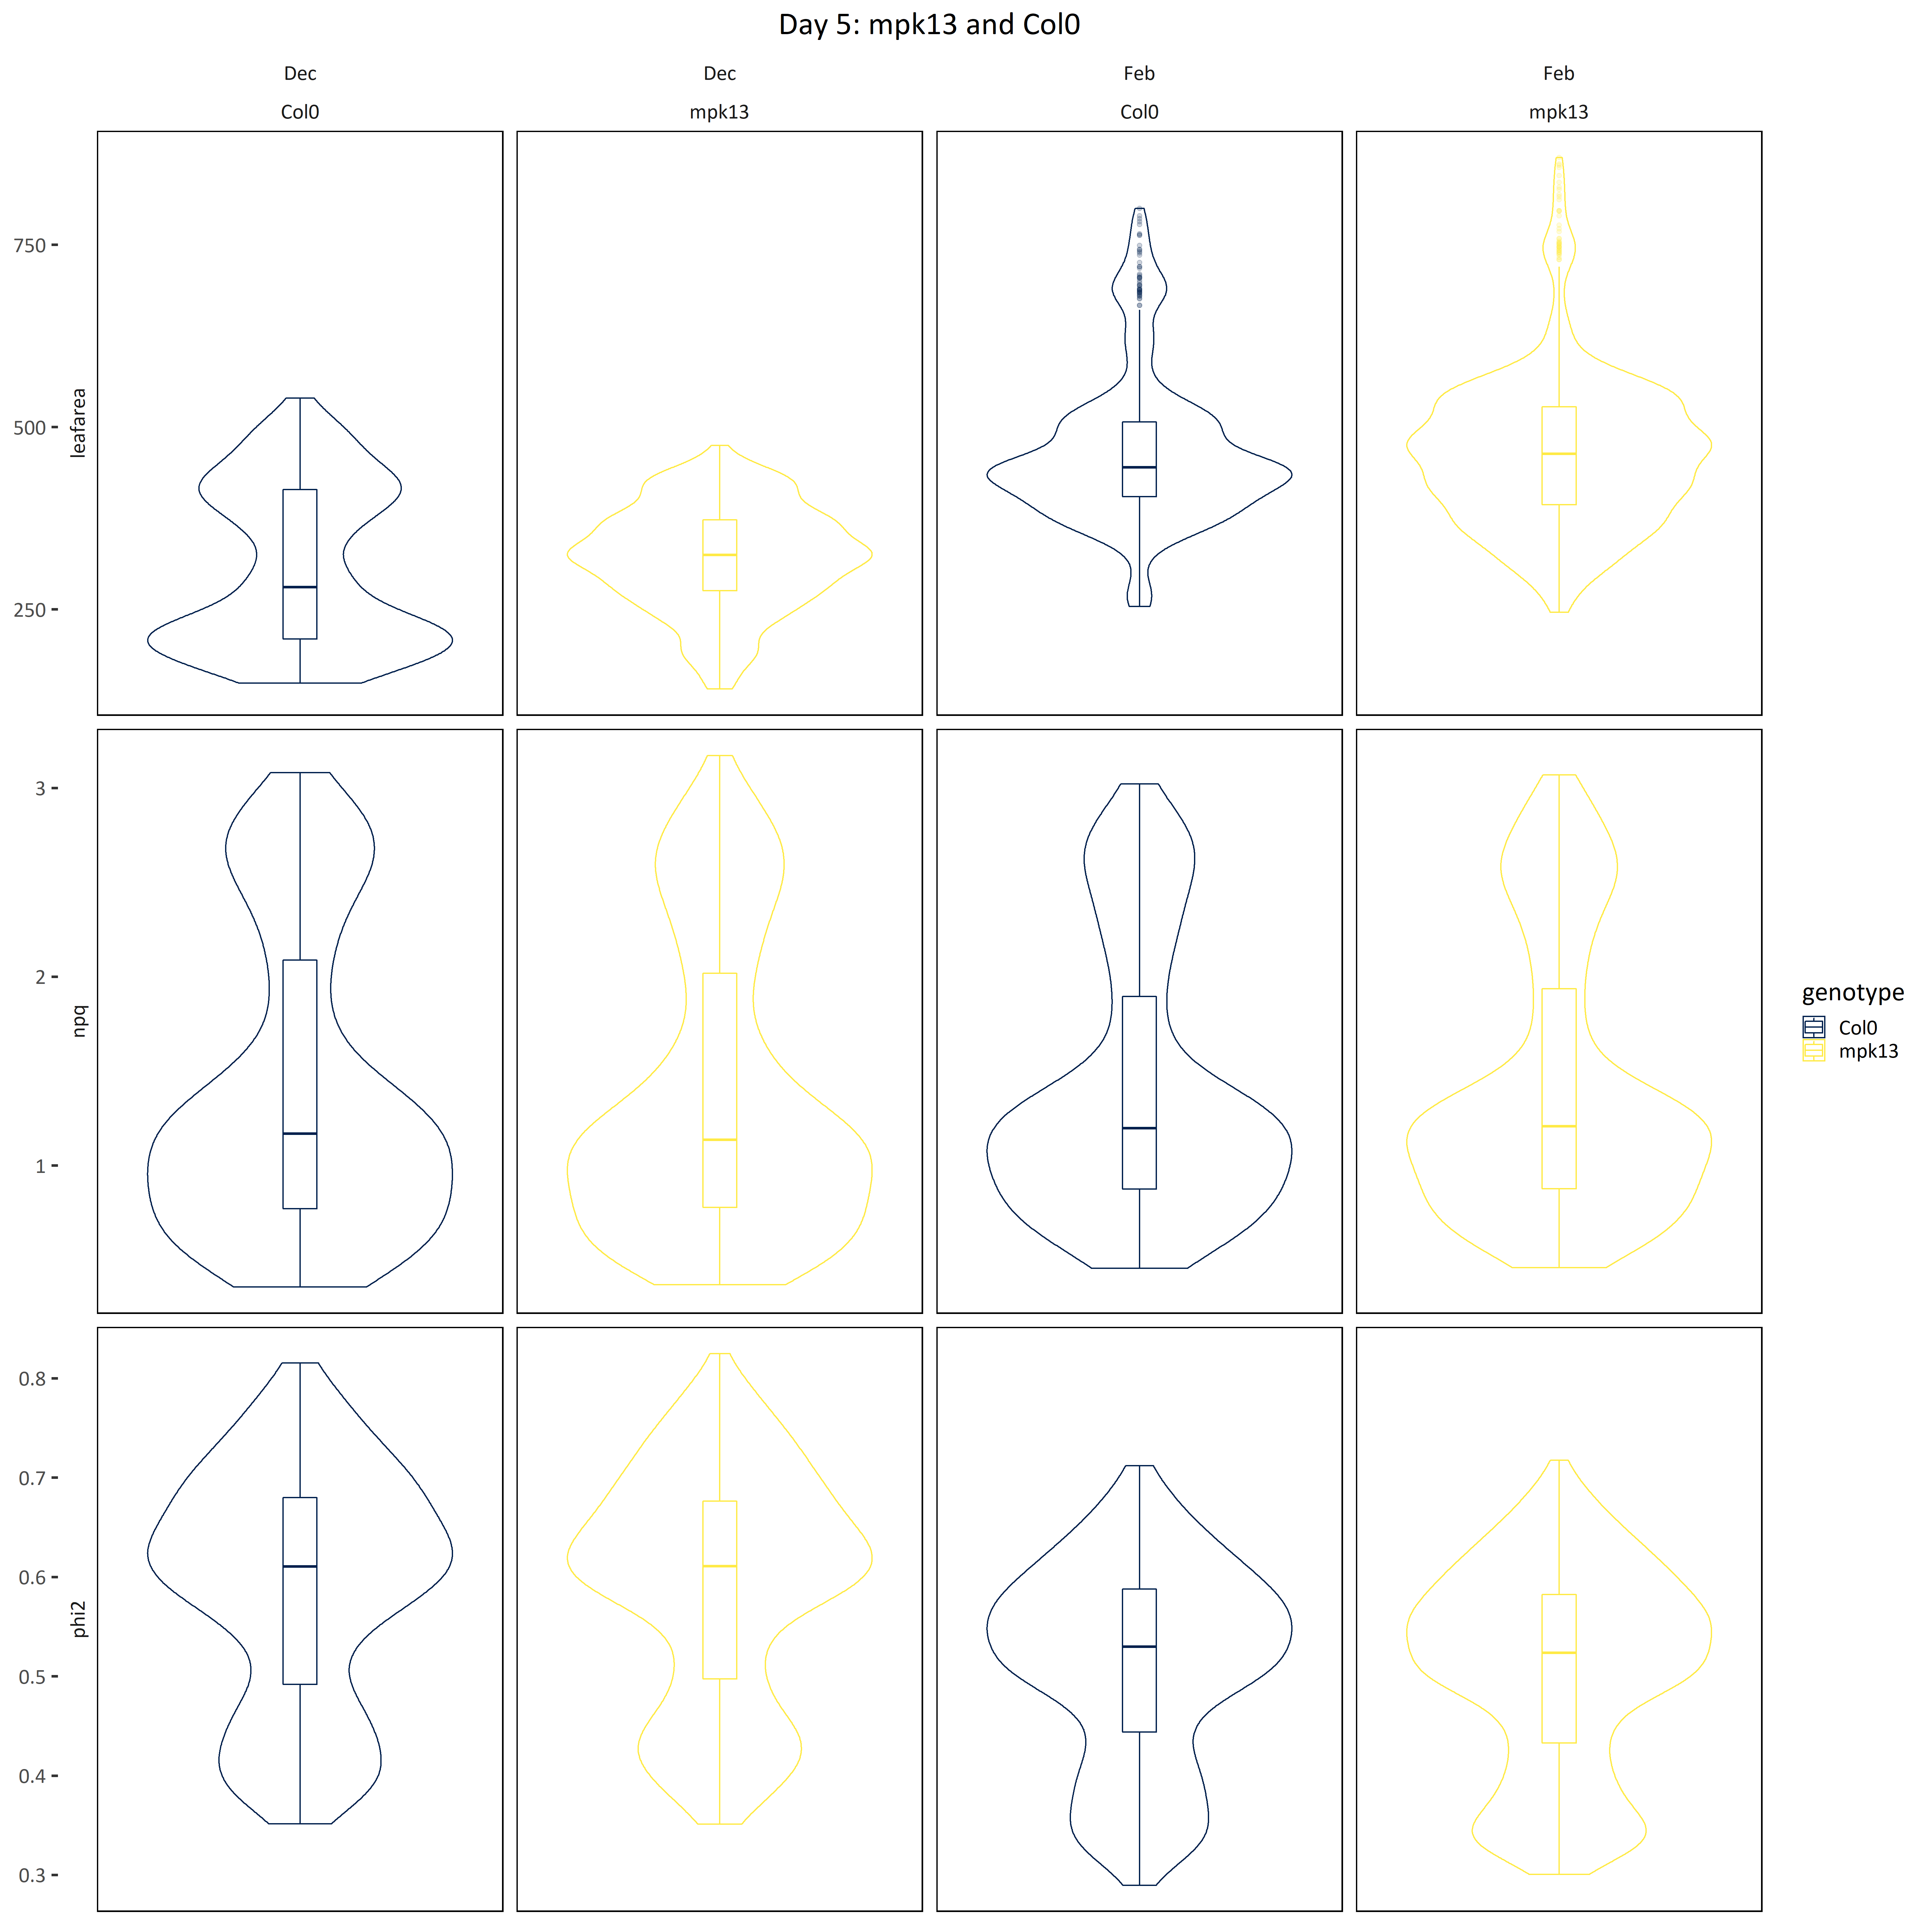 Day 5: mpk13 and Col0
Dec Dec Feb Feb
Col0 mpk13 Col0 mpk13
750
500
250
leafarea
3
2
1
npq
genotype
Col0
mpk13
0.8
0.7
0.6
0.5
0.4
0.3
phi2